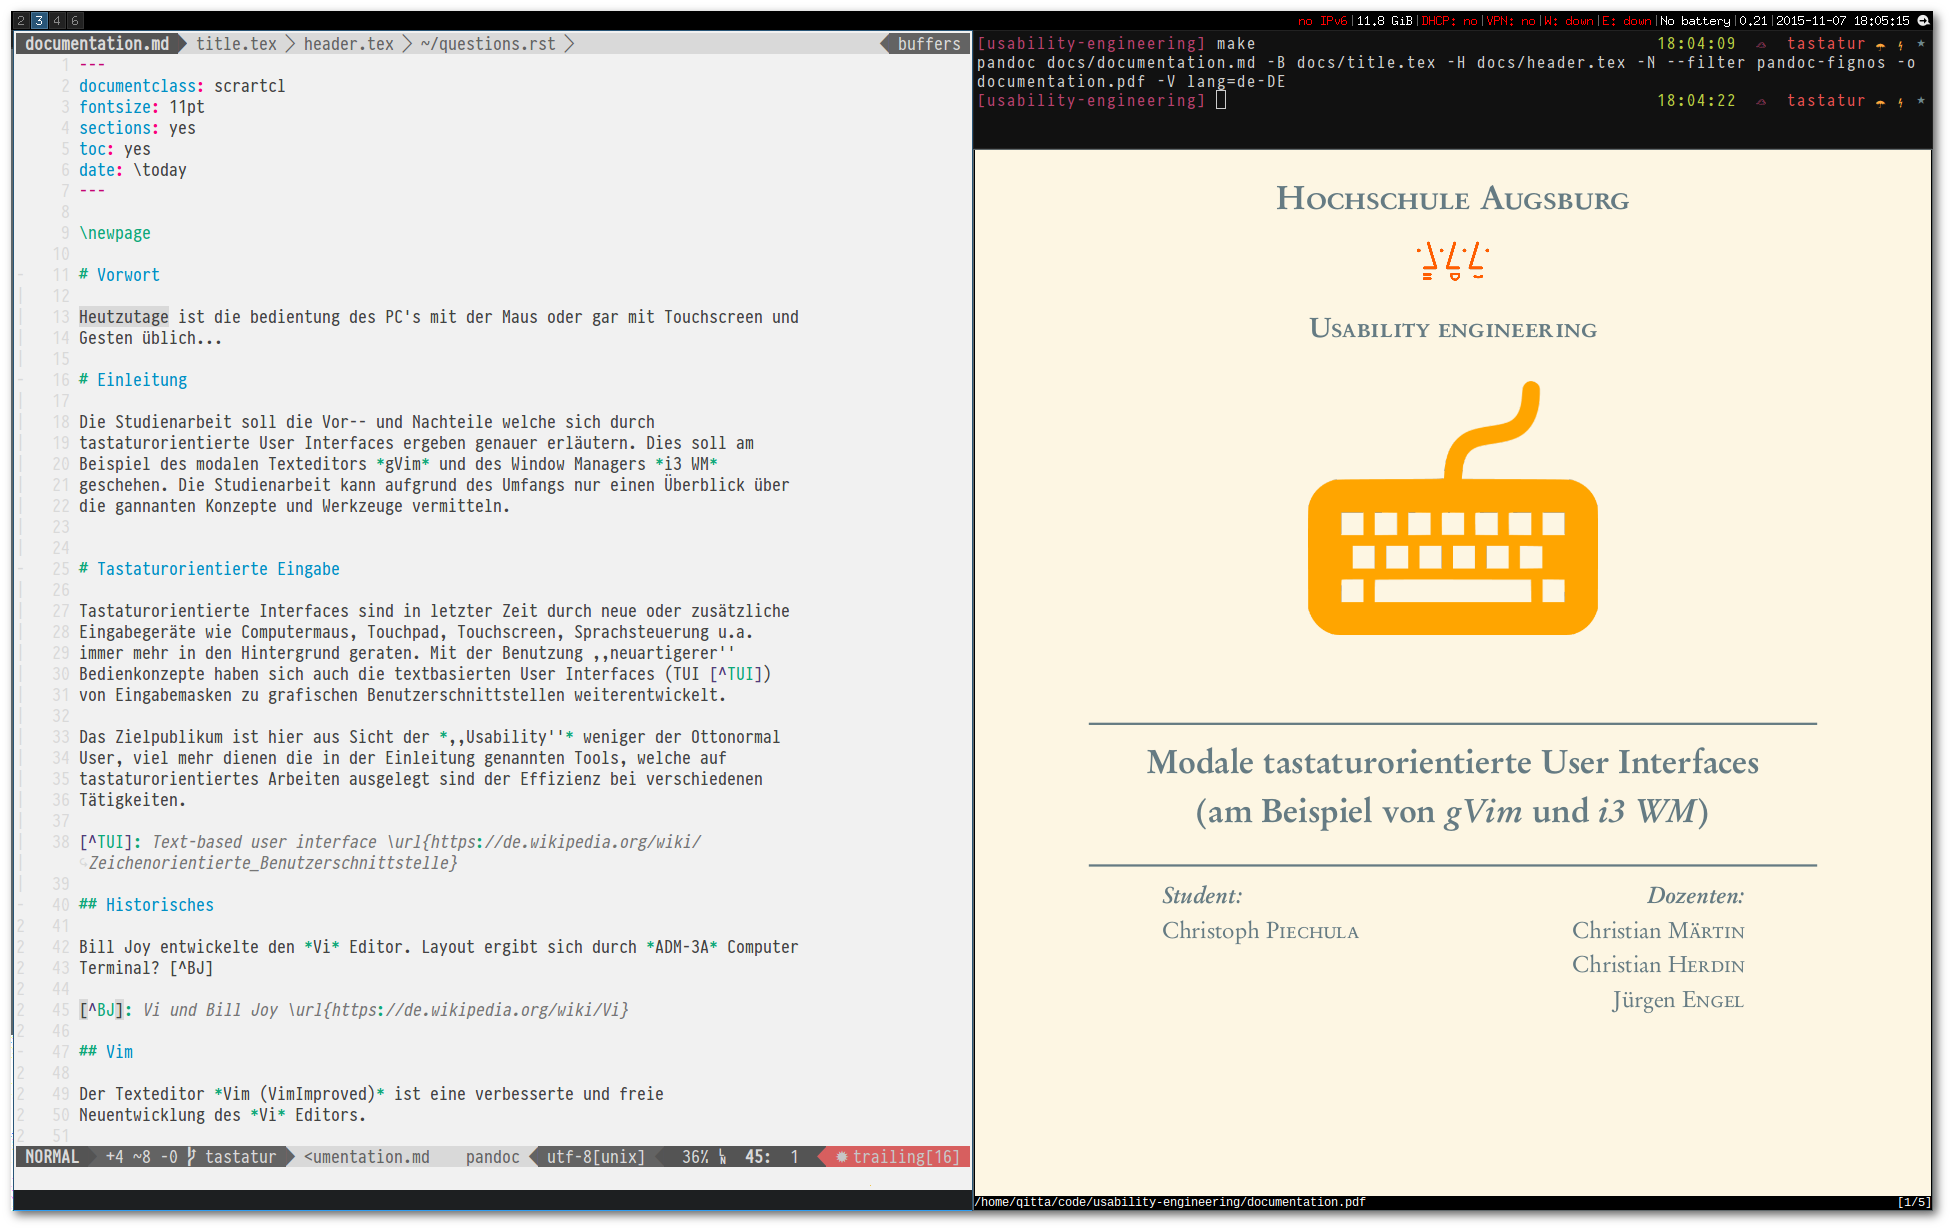 2 3 4 6
no IPv6|11.8 GiB|DHCP: no|VPN: no|W: down|E: down|No battery|0.21|2015-11-07 18:05:15
documentation.md title.tex header.tex ~/questions.rst buffers
1 ---
2 documentclass: scrartcl
3 fontsize: 11pt
4 sections: yes
5 toc: yes
6 date: \today
7 ---
8
9 \newpage
10
11 # Vorwort
12
13 Heutzutage ist die bedientung des PC's mit der Maus oder gar mit Touchscreen und
14 Gesten üblich...
15
16 # Einleitung
17
18 Die Studienarbeit soll die Vor-- und Nachteile welche sich durch
19 tastaturorientierte User Interfaces ergeben genauer erläutern. Dies soll am
20 Beispiel des modalen Texteditors *gVim* und des Window Managers *i3 WM*
21 geschehen. Die Studienarbeit kann aufgrund des Umfangs nur einen Überblick über
22 die gannanten Konzepte und Werkzeuge vermitteln.
23
24
25 # Tastaturorientierte Eingabe
26
27 Tastaturorientierte Interfaces sind in letzter Zeit durch neue oder zusätzliche
28 Eingabegeräte wie Computermaus, Touchpad, Touchscreen, Sprachsteuerung u.a.
29 immer mehr in den Hintergrund geraten. Mit der Benutzung ,,neuartigerer''
30 Bedienkonzepte haben sich auch die textbasierten User Interfaces (TUI [^TUI])
31 von Eingabemasken zu grafischen Benutzerschnittstellen weiterentwickelt.
32
33 Das Zielpublikum ist hier aus Sicht der *,,Usability''* weniger der Ottonormal
34 User, viel mehr dienen die in der Einleitung genannten Tools, welche auf
35 tastaturorientiertes Arbeiten ausgelegt sind der Effizienz bei verschiedenen
36 Tätigkeiten.
37
38 [^TUI]: Text-based user interface \url{https://de.wikipedia.org/wiki/
Zeichenorientierte_Benutzerschnittstelle}
39
40 ## Historisches
41
42 Bill Joy entwickelte den *Vi* Editor. Layout ergibt sich durch *ADM-3A* Computer
43 Terminal? [^BJ]
44
45 [^BJ]: Vi und Bill Joy \url{https://de.wikipedia.org/wiki/Vi}
46
47 ## Vim
48
49 Der Texteditor *Vim (VimImproved)* ist eine verbesserte und freie
50 Neuentwicklung des *Vi* Editors.
51
NORMAL +4 ~8 -0 tastatur <umentation.md pandoc utf-8[unix] 36% 45: 1 trailing[16]
[usability-engineering] make 18:04:09 tastatur
pandoc docs/documentation.md -B docs/title.tex -H docs/header.tex -N --filter pandoc-fignos -o
documentation.pdf -V lang=de-DE
[usability-engineering] 18:04:22 tastatur
Hochschule Augsburg
Usability engineering
Modale tastaturorientierte User Interfaces
(am Beispiel von gVim und i3 WM)
Student: Dozenten:
Christoph Piechula Christian Märtin
Christian Herdin
Jürgen Engel
/home/qitta/code/usability-engineering/documentation.pdf [1/5]